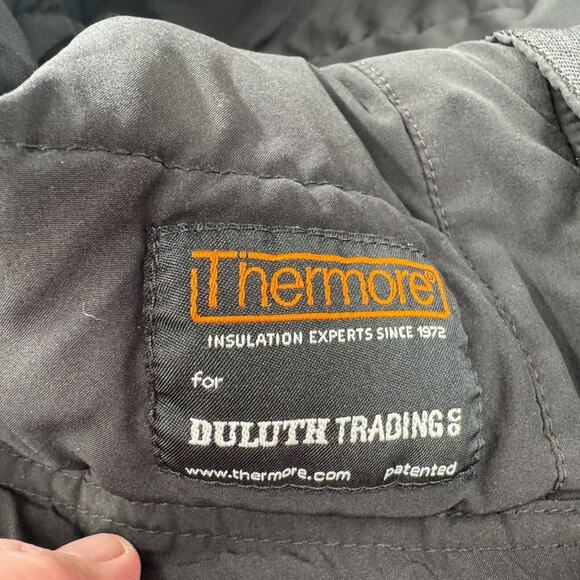 Thermore®
INSULATION EXPERTS SINCE 1972
for
DULUTH TRADING CO
www.thermore.com patented